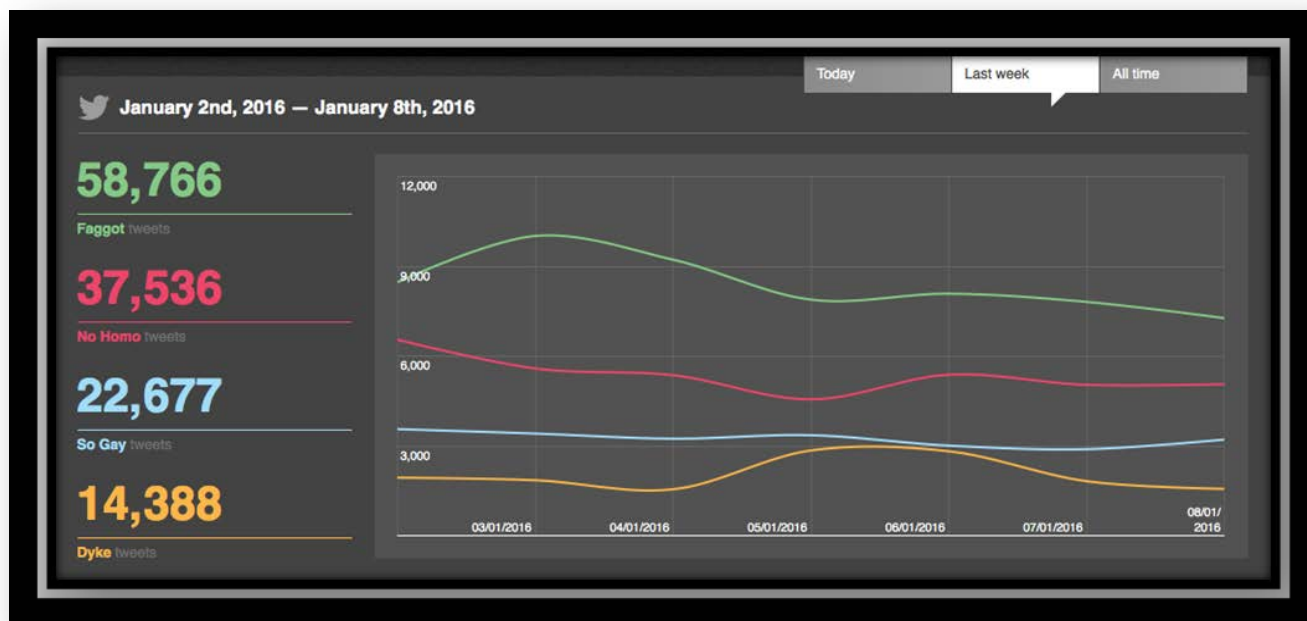 Today
Last week
All time
January 2nd, 2016 — January 8th, 2016
58,766
Faggot tweets
37,536
No Homo tweets
22,677
So Gay tweets
14,388
Dyke tweets
12,000
9,000
6,000
3,000
03/01/2016
04/01/2016
05/01/2016
06/01/2016
07/01/2016
08/01/
2016